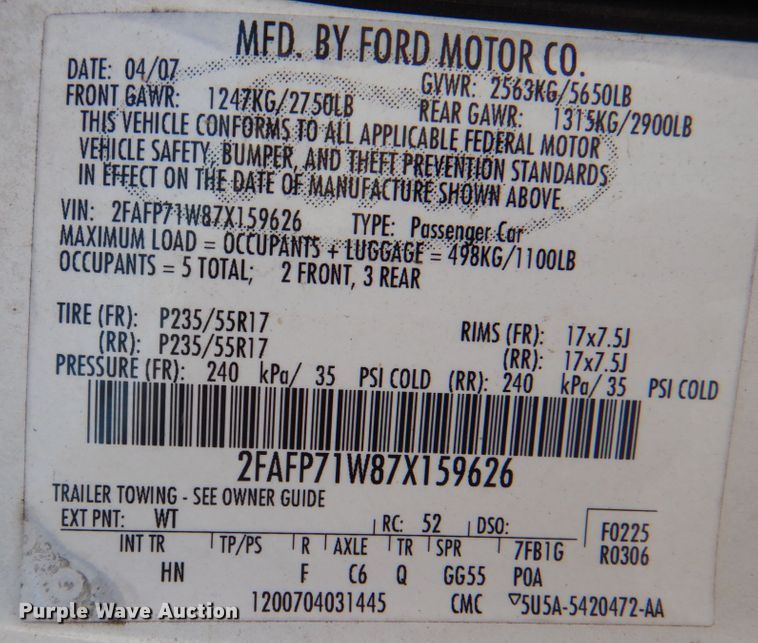 MFD. BY FORD MOTOR CO.
DATE: 04/07
GVWR: 2563KG/5650LB
FRONT GAWR: 1247KG/2750LB
REAR GAWR: 1315KG/2900LB
THIS VEHICLE CONFORMS TO ALL APPLICABLE FEDERAL MOTOR
VEHICLE SAFETY, BUMPER, AND THEFT PREVENTION STANDARDS
IN EFFECT ON THE DATE OF MANUFACTURE SHOWN ABOVE.
VIN: 2FAFP71W87X159626 TYPE: Passenger Car
MAXIMUM LOAD = OCCUPANTS + LUGGAGE = 498KG/1100LB
OCCUPANTS = 5 TOTAL; 2 FRONT, 3 REAR
TIRE (FR): P235/55R17 RIMS (FR): 17x7.5J
(RR): P235/55R17 (RR): 17x7.5J
PRESSURE (FR): 240 kPa/ 35 PSI COLD (RR): 240 kPa/ 35 PSI COLD
2FAFP71W87X159626
TRAILER TOWING - SEE OWNER GUIDE
EXT PNT: WT RC: 52 DSO: F0225
INT TR TP/PS R AXLE TR SPR 7FB1G R0306
HN F C6 Q GG55 POA
1200704031445 CMC ▽5U5A-5420472-AA
Purple Wave Auction